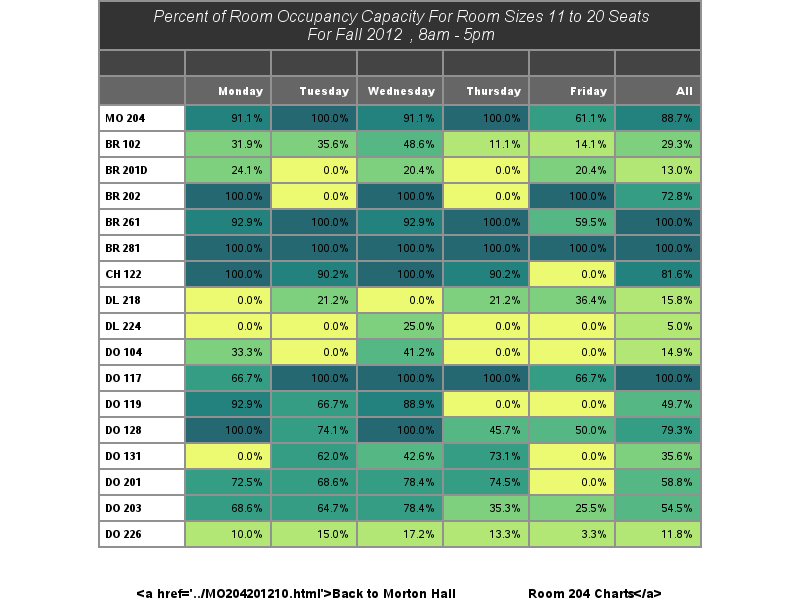 Percent of Room Occupancy Capacity For Room Sizes 11 to 20 Seats
For Fall 2012 , 8am - 5pm
Monday Tuesday Wednesday Thursday Friday All
MO 204 91.1% 100.0% 91.1% 100.0% 61.1% 88.7%
BR 102 31.9% 35.6% 48.6% 11.1% 14.1% 29.3%
BR 201D 24.1% 0.0% 20.4% 0.0% 20.4% 13.0%
BR 202 100.0% 0.0% 100.0% 0.0% 100.0% 72.8%
BR 261 92.9% 100.0% 92.9% 100.0% 59.5% 100.0%
BR 281 100.0% 100.0% 100.0% 100.0% 100.0% 100.0%
CH 122 100.0% 90.2% 100.0% 90.2% 0.0% 81.6%
DL 218 0.0% 21.2% 0.0% 21.2% 36.4% 15.8%
DL 224 0.0% 0.0% 25.0% 0.0% 0.0% 5.0%
DO 104 33.3% 0.0% 41.2% 0.0% 0.0% 14.9%
DO 117 66.7% 100.0% 100.0% 100.0% 66.7% 100.0%
DO 119 92.9% 66.7% 88.9% 0.0% 0.0% 49.7%
DO 128 100.0% 74.1% 100.0% 45.7% 50.0% 79.3%
DO 131 0.0% 62.0% 42.6% 73.1% 0.0% 35.6%
DO 201 72.5% 68.6% 78.4% 74.5% 0.0% 58.8%
DO 203 68.6% 64.7% 78.4% 35.3% 25.5% 54.5%
DO 226 10.0% 15.0% 17.2% 13.3% 3.3% 11.8%
<a href='../MO204201210.html'>Back to Morton Hall Room 204 Charts</a>